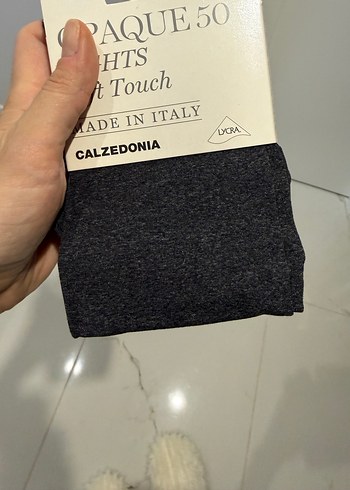 OPAQUE 50
GHTS
t Touch
MADE IN ITALY
LYCRA
CALZEDONIA